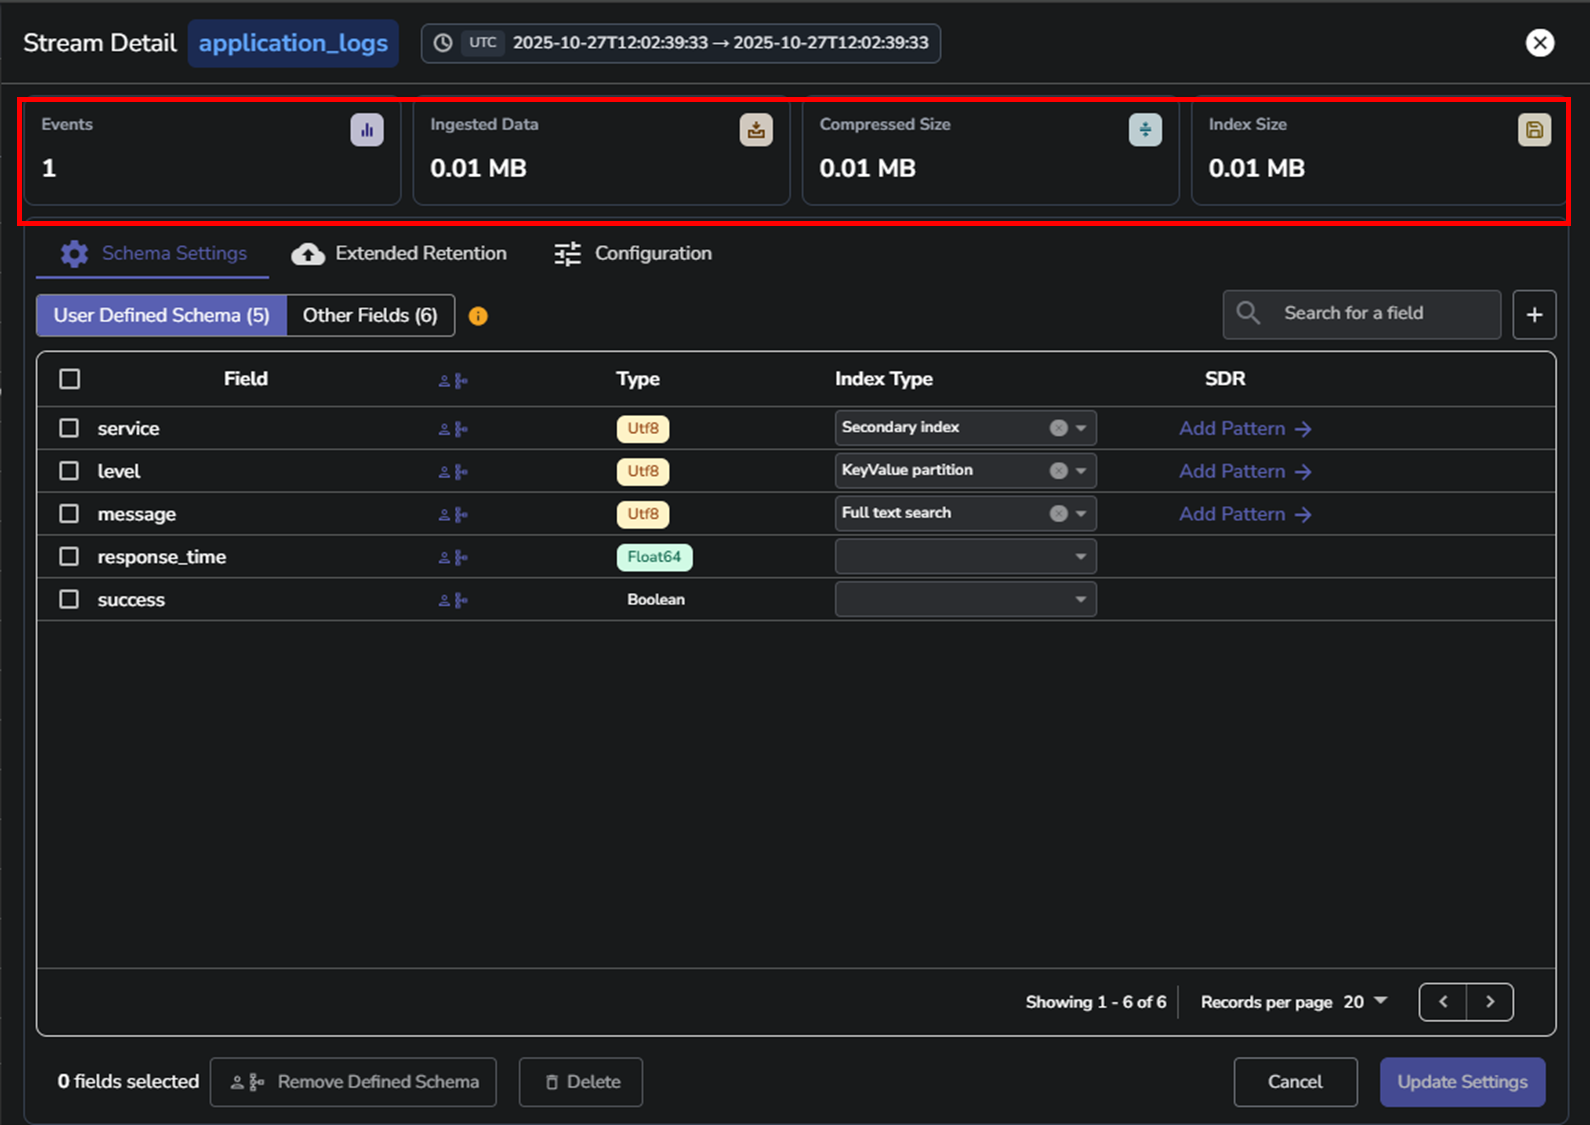 Stream Detail application_logs UTC 2025-10-27T12:02:39:33 → 2025-10-27T12:02:39:33
Events Ingested Data Compressed Size Index Size
1 0.01 MB 0.01 MB 0.01 MB
Schema Settings Extended Retention Configuration
User Defined Schema (5) Other Fields (6) Search for a field +
Field Type Index Type SDR
service Utf8 Secondary index Add Pattern →
level Utf8 KeyValue partition Add Pattern →
message Utf8 Full text search Add Pattern →
response_time Float64
success Boolean
Showing 1 - 6 of 6 Records per page 20
0 fields selected Remove Defined Schema Delete Cancel Update Settings